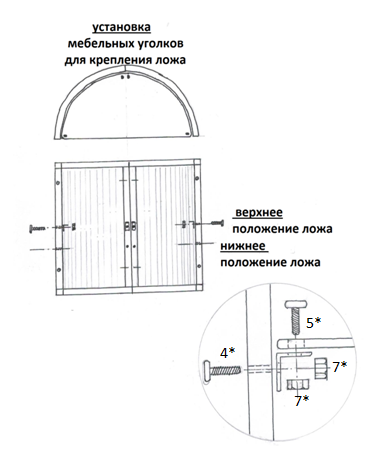 установка
мебельных уголков
для крепления ложа
верхнее
положение ложа
нижнее
положение ложа
5*
4*
7*
7*